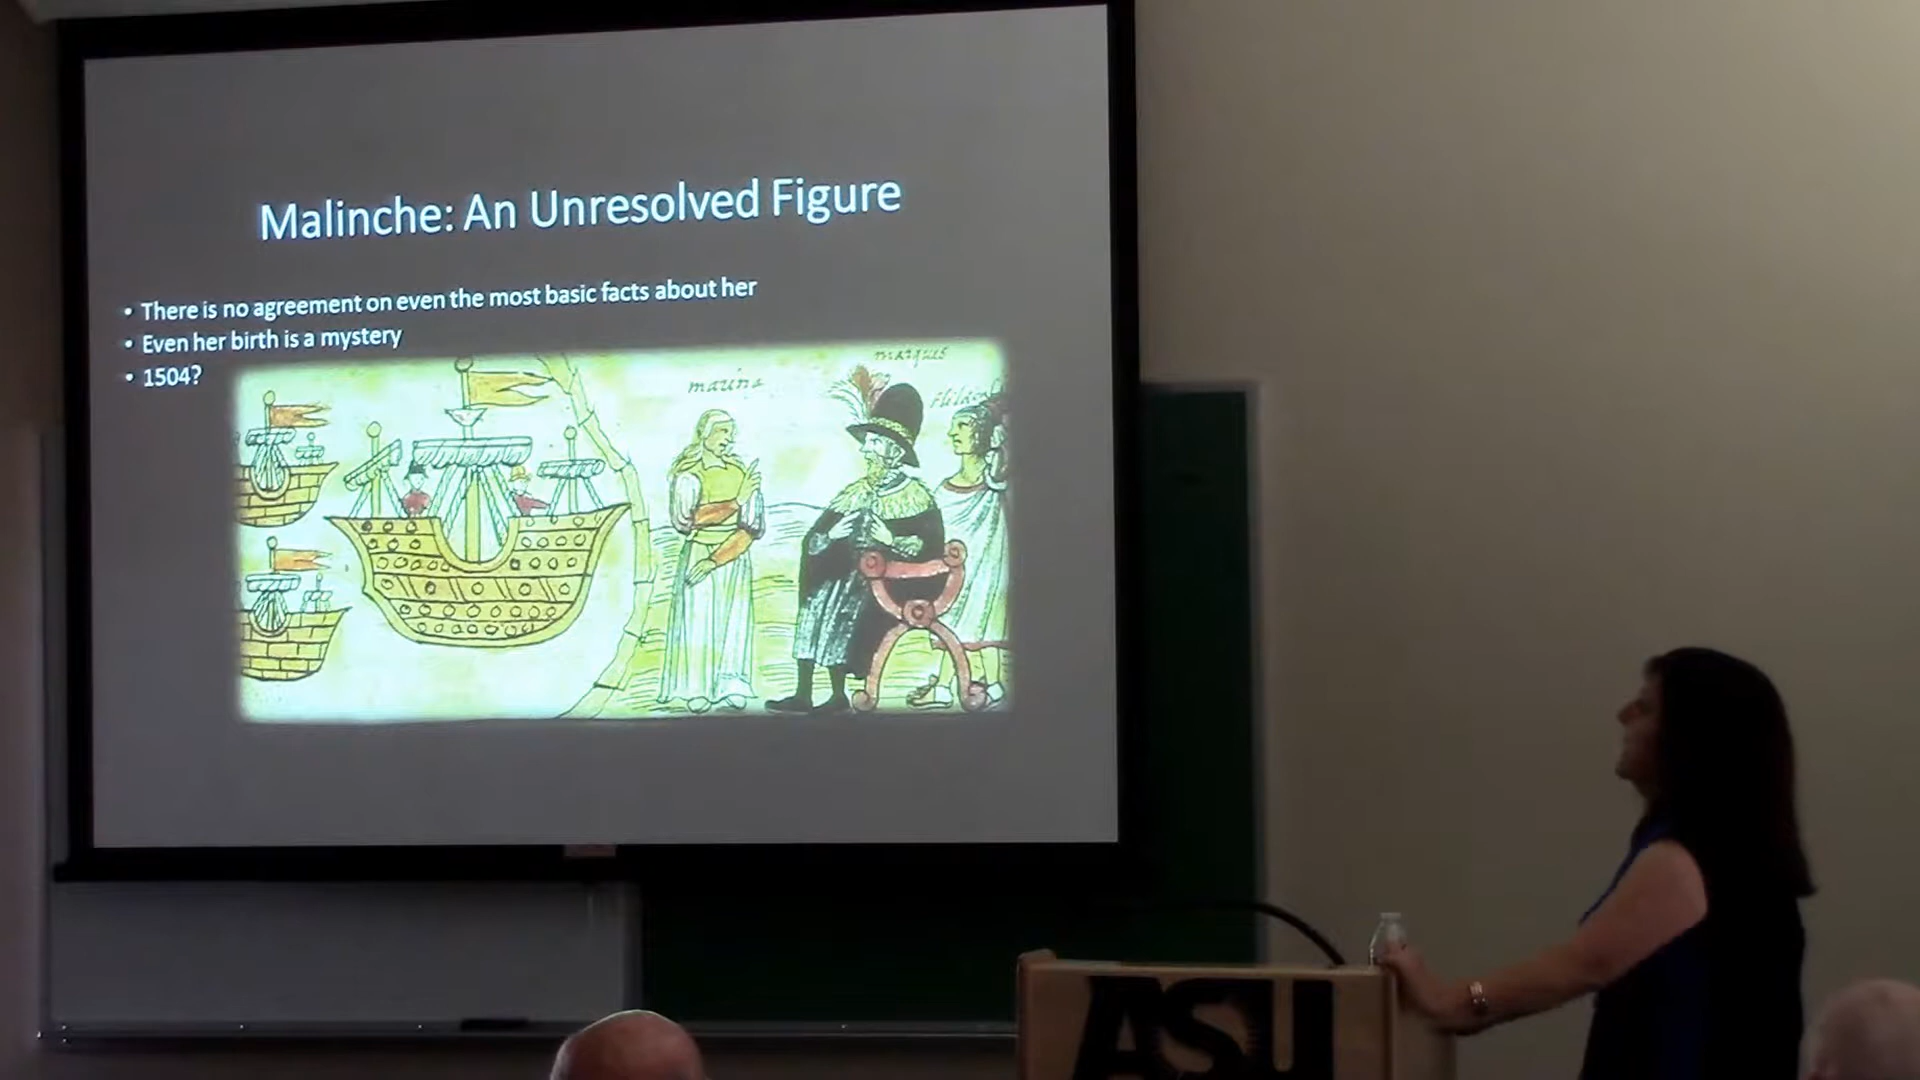 Malinche: An Unresolved Figure
• There is no agreement on even the most basic facts about her
• Even her birth is a mystery
• 1504?
marques
marina
ASU